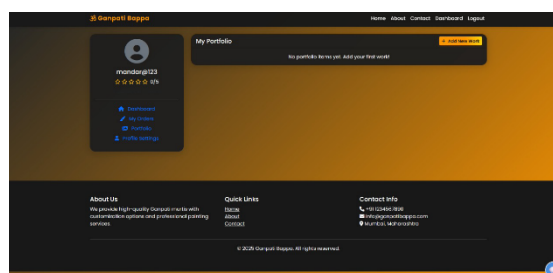 Ganpati Bappa
Home About Contact Dashboard Logout
mandar@123
0/5
Dashboard
My Orders
Portfolio
Profile Settings
My Portfolio
+ Add New Work
No portfolio items yet. Add your first work!
About Us
We provide high-quality Ganpati murtis with
customization options and professional painting
services.
Quick Links
Home
About
Contact
Contact Info
+91 1234567890
info@ganpatibappa.com
Mumbai, Maharashtra
© 2025 Ganpati Bappa. All rights reserved.